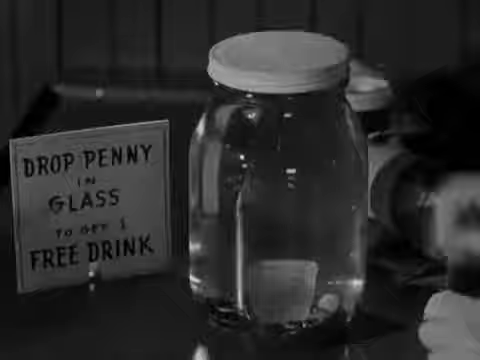 DROP PENNY
IN
GLASS
TO GET 1
FREE DRINK